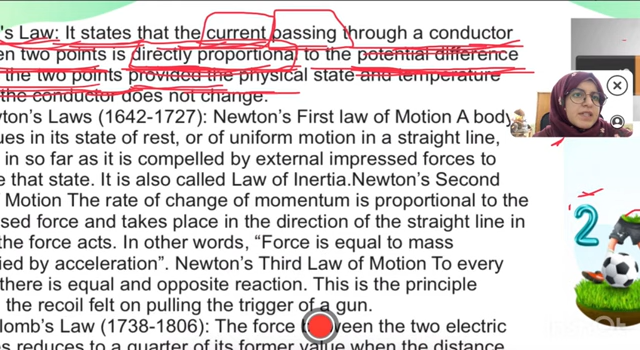 's Law: It states that the current passing through a conductor
en two points is directly proportional to the potential difference
the two points provided the physical state and temperature
the conductor does not change.
ton's Laws (1642-1727): Newton's First law of Motion A body
ues in its state of rest, or of uniform motion in a straight line,
in so far as it is compelled by external impressed forces to
e that state. It is also called Law of Inertia.Newton's Second
Motion The rate of change of momentum is proportional to the
sed force and takes place in the direction of the straight line in
the force acts. In other words, "Force is equal to mass
ied by acceleration". Newton's Third Law of Motion To every
there is equal and opposite reaction. This is the principle
the recoil felt on pulling the trigger of a gun.
lomb's Law (1738-1806): The force between the two electric
es reduces to a quarter of its former value when the distance
2